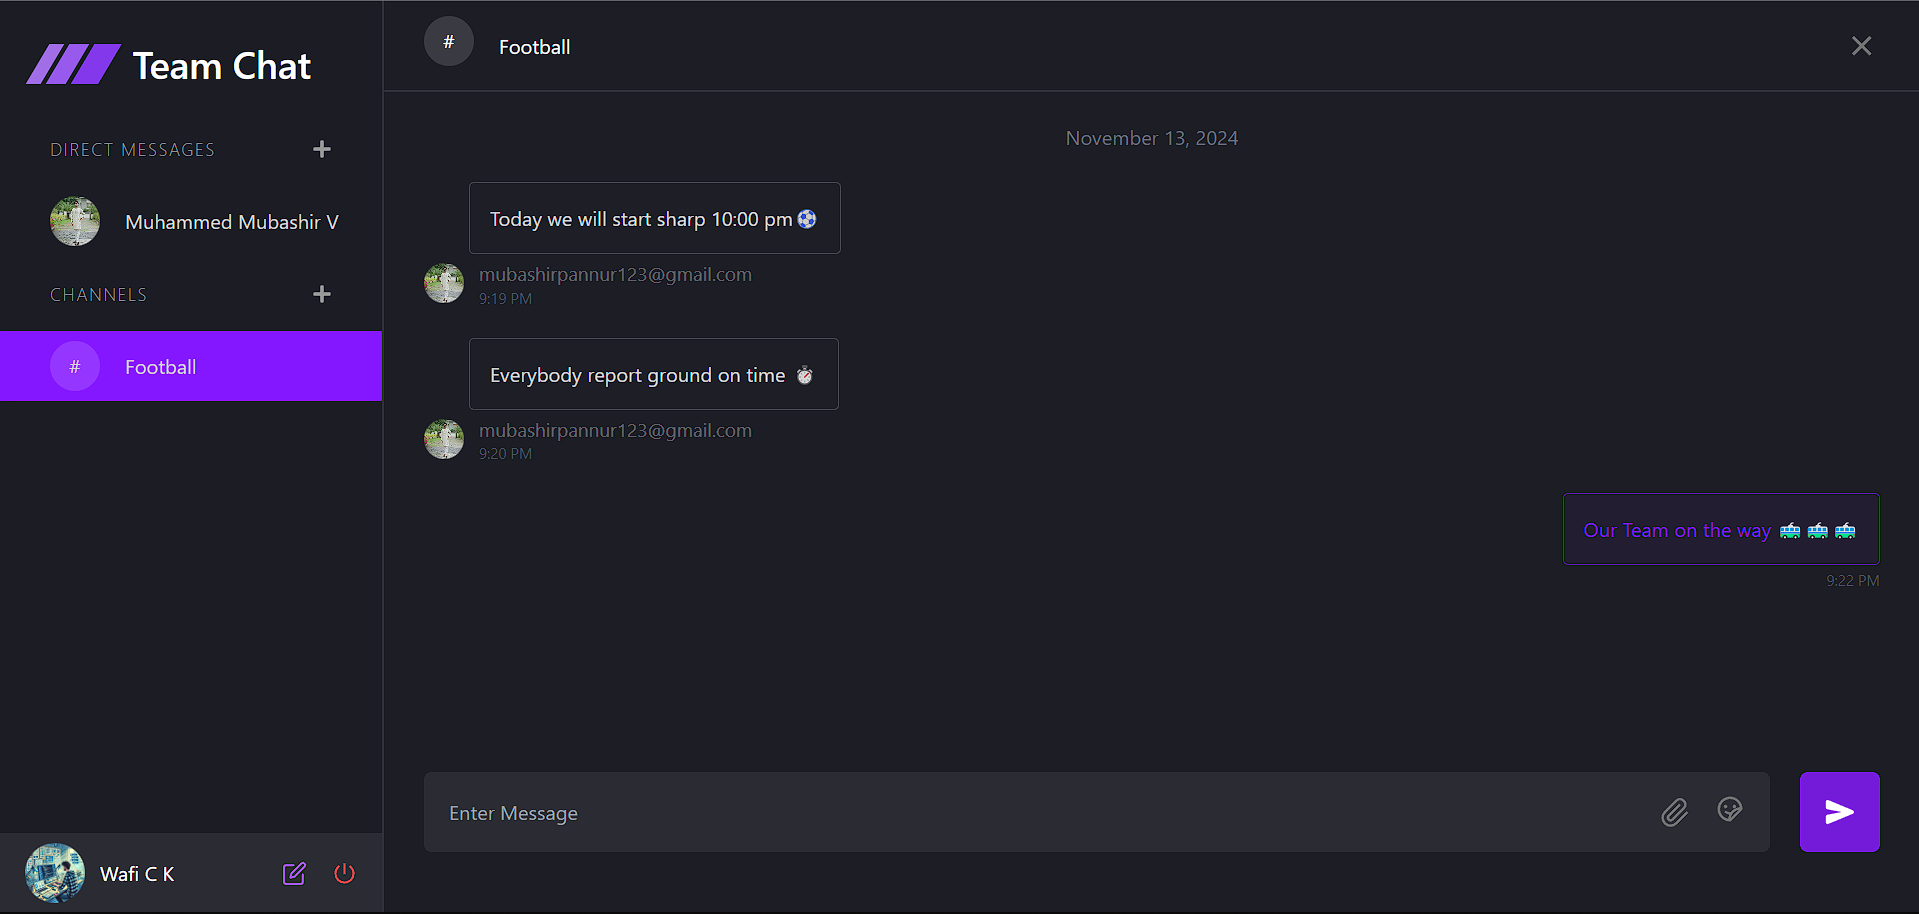 Team Chat
DIRECT MESSAGES
Muhammed Mubashir V
CHANNELS
# Football
Wafi C K
# Football
November 13, 2024
Today we will start sharp 10:00 pm⚽
mubashirpannur123@gmail.com
9:19 PM
Everybody report ground on time ⏱️
mubashirpannur123@gmail.com
9:20 PM
Our Team on the way 🚎 🚎 🚎
9:22 PM
Enter Message